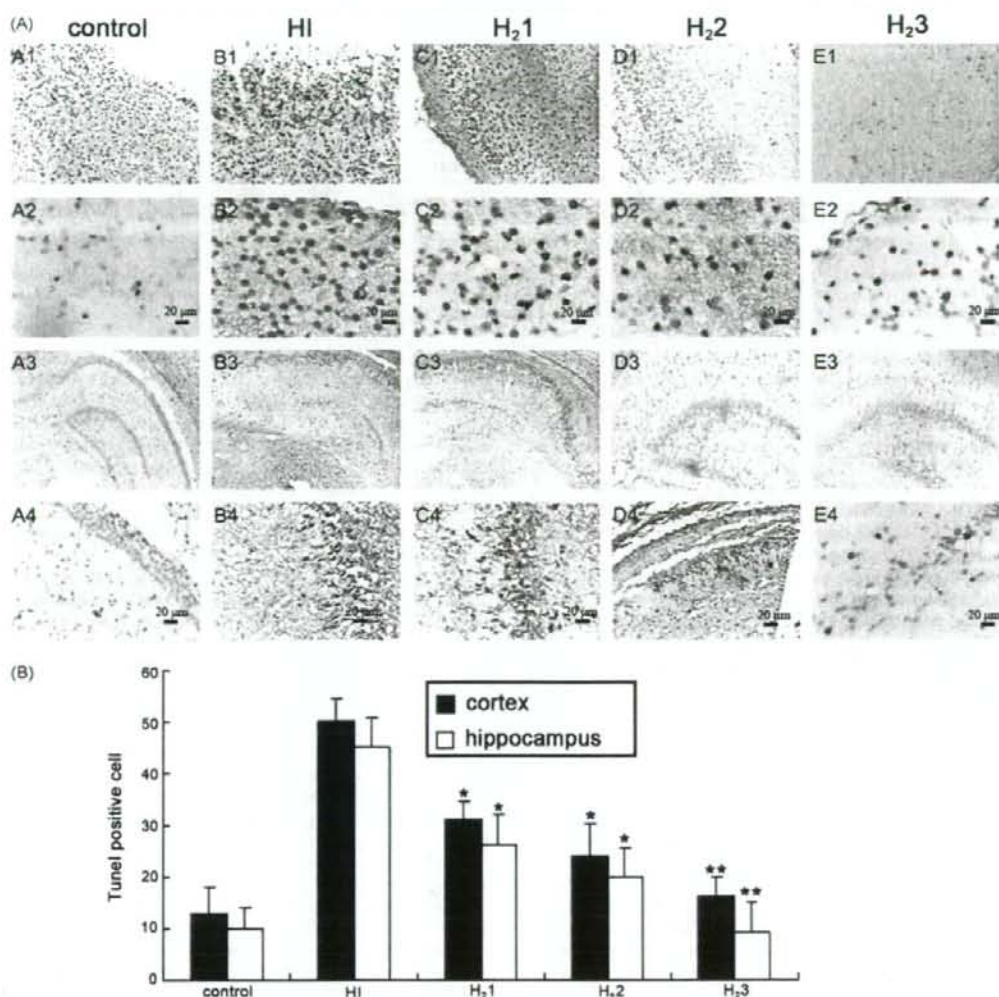 (A) control HI H₂1 H₂2 H₂3
A1 B1 C1 D1 E1
A2 B2 C2 D2 E2
20 μm 20 μm 20 μm 20 μm 20 μm
A3 B3 C3 D3 E3
A4 B4 C4 D4 E4
20 μm 20 μm 20 μm 20 μm 20 μm
(B)
60
50
40
30
20
10
0
Tunel positive cell
cortex
hippocampus
* * * * ** **
control HI H₂1 H₂2 H₂3